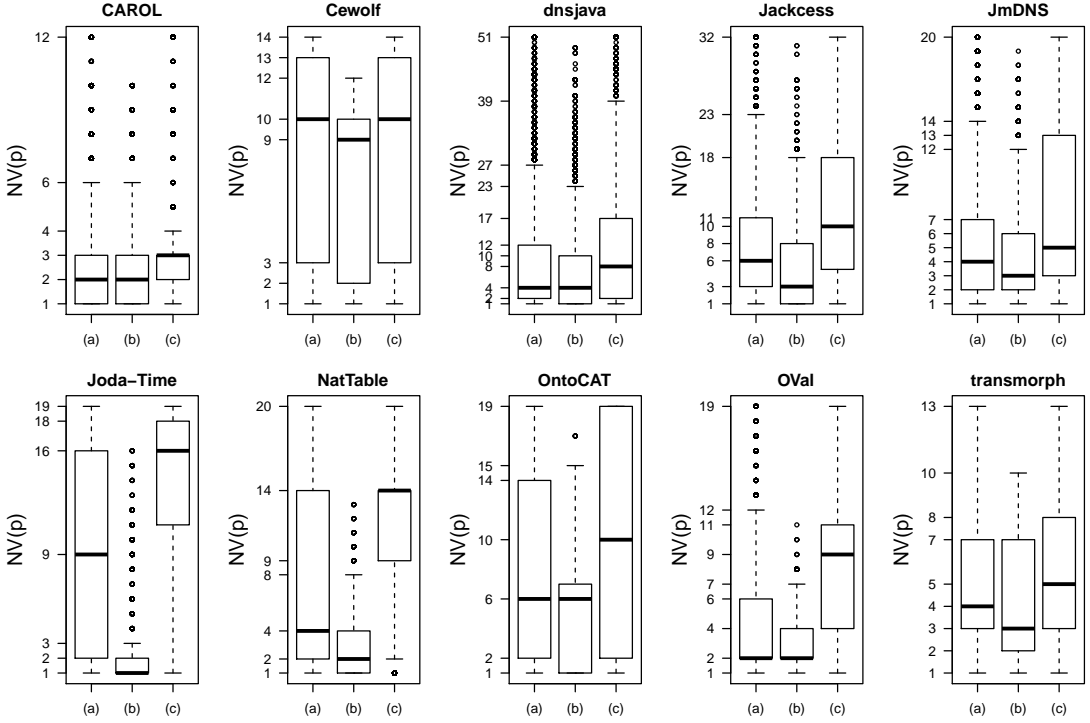 CAROL
NV(p)
12
6
4
3
2
1
(a) (b) (c)
Cewolf
NV(p)
14
13
12
10
9
3
2
1
(a) (b) (c)
dnsjava
NV(p)
51
39
27
23
17
12
10
8
4
2
1
(a) (b) (c)
Jackcess
NV(p)
32
23
18
11
10
8
6
3
1
(a) (b) (c)
JmDNS
NV(p)
20
14
13
12
7
6
5
4
3
2
1
(a) (b) (c)
Joda−Time
NV(p)
19
18
16
9
3
2
1
(a) (b) (c)
NatTable
NV(p)
20
14
9
8
4
2
1
(a) (b) (c)
OntoCAT
NV(p)
19
15
14
10
6
2
1
(a) (b) (c)
OVal
NV(p)
19
12
11
9
7
6
4
2
1
(a) (b) (c)
transmorph
NV(p)
13
10
8
7
5
4
3
2
1
(a) (b) (c)